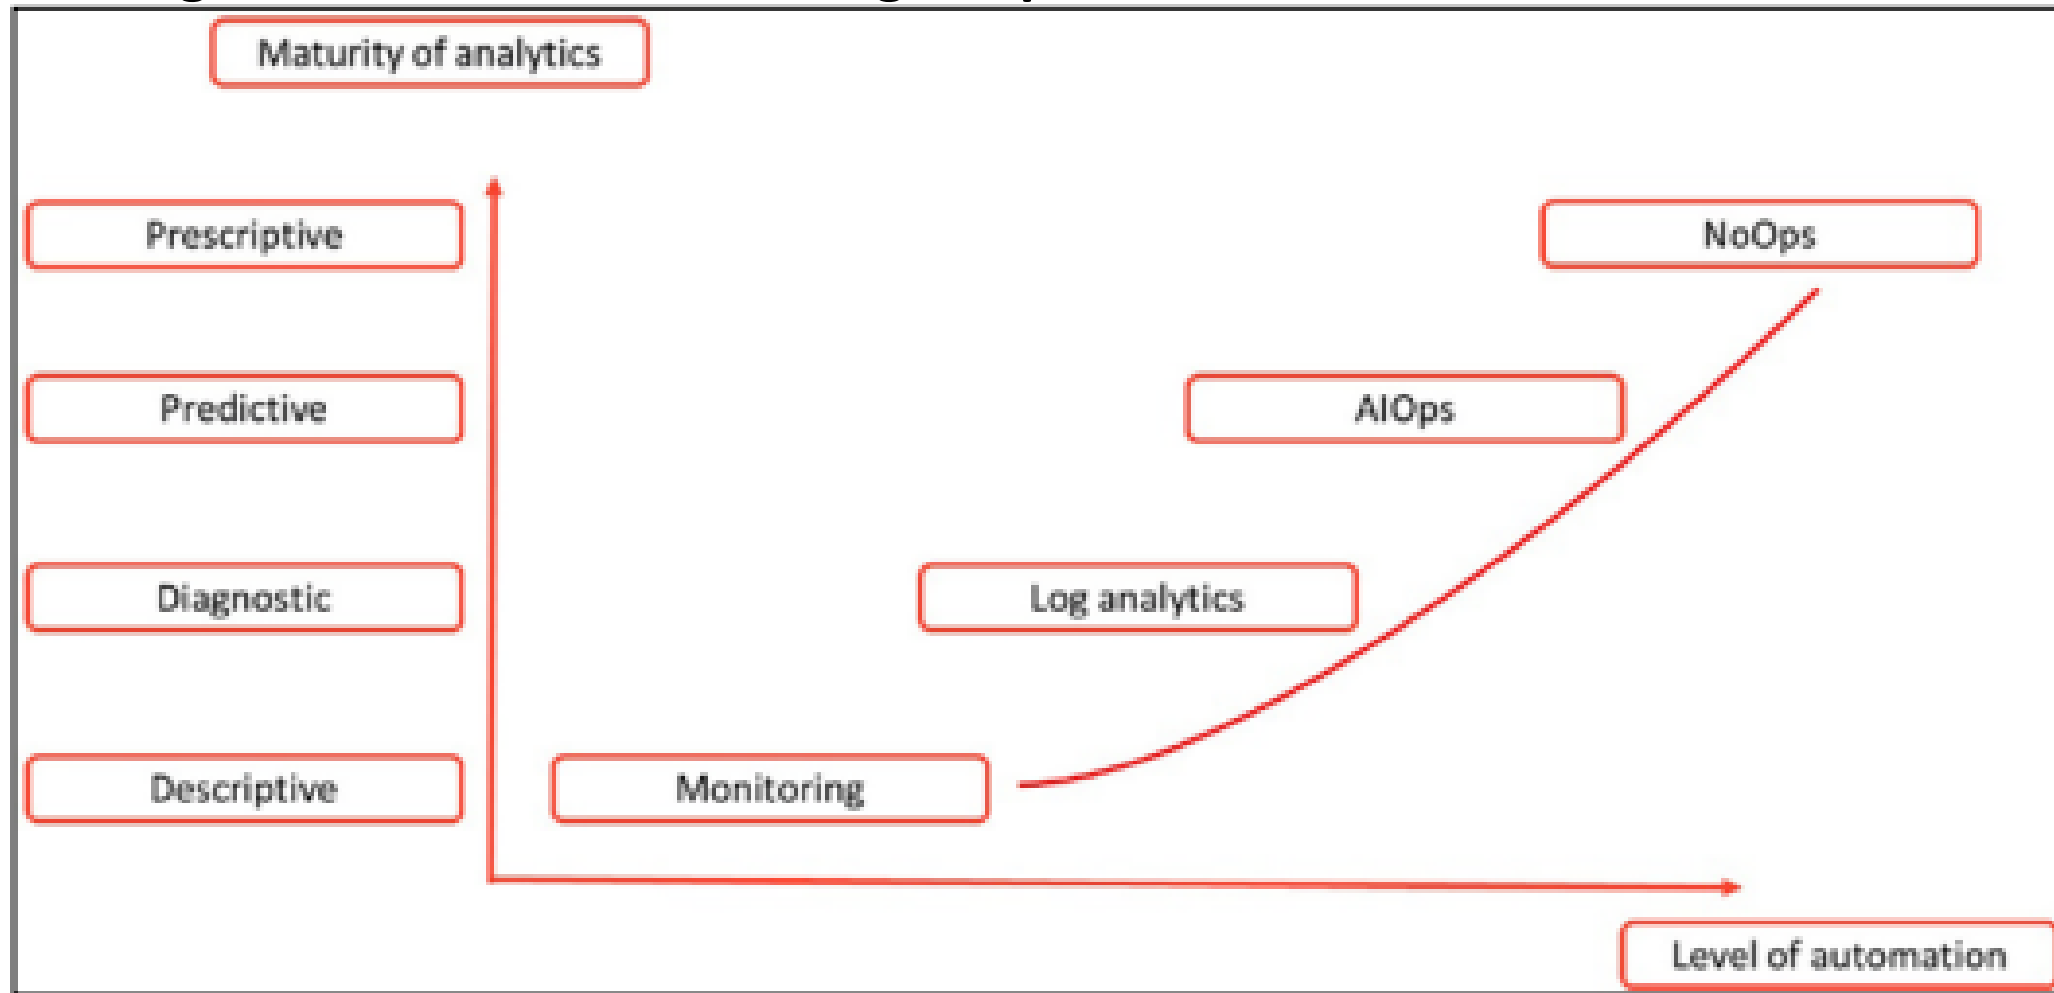 Maturity of analytics
Prescriptive
NoOps
Predictive
AIOps
Diagnostic
Log analytics
Descriptive
Monitoring
Level of automation